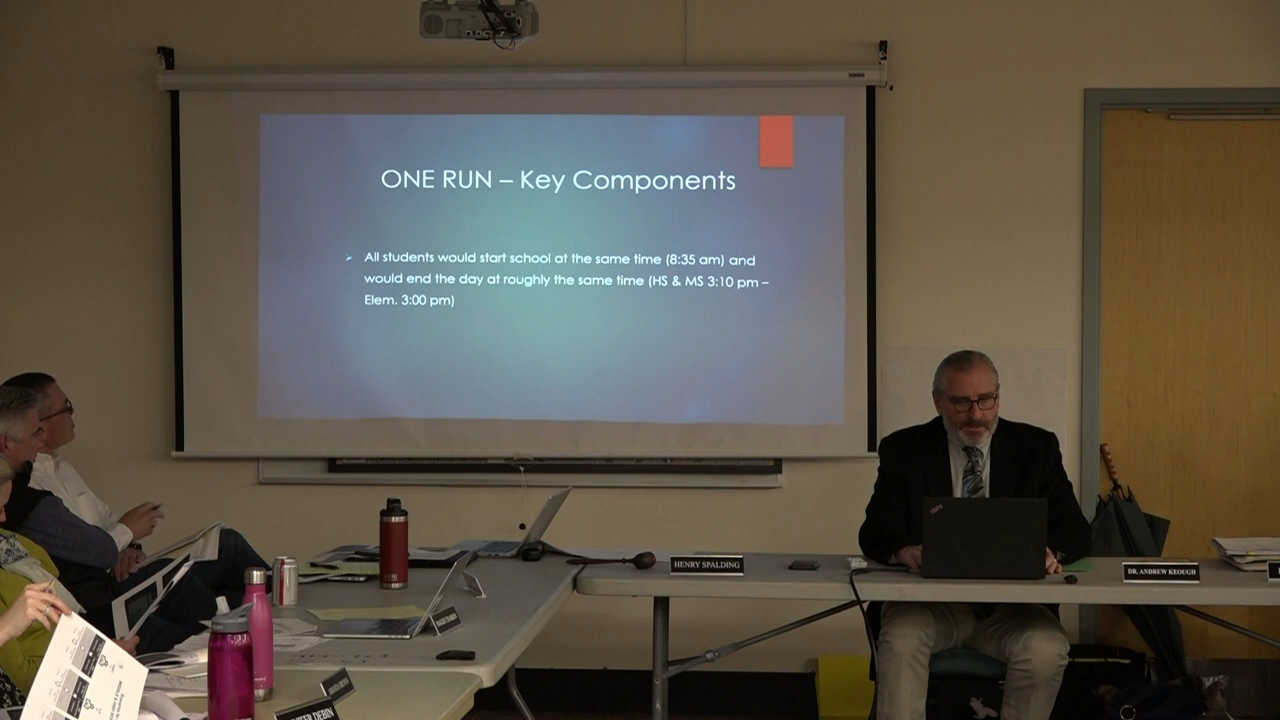 ONE RUN – Key Components
➢ All students would start school at the same time (8:35 am) and
would end the day at roughly the same time (HS & MS 3:10 pm –
Elem. 3:00 pm)
HENRY SPALDING
DR. ANDREW KEOUGH
DEBIN